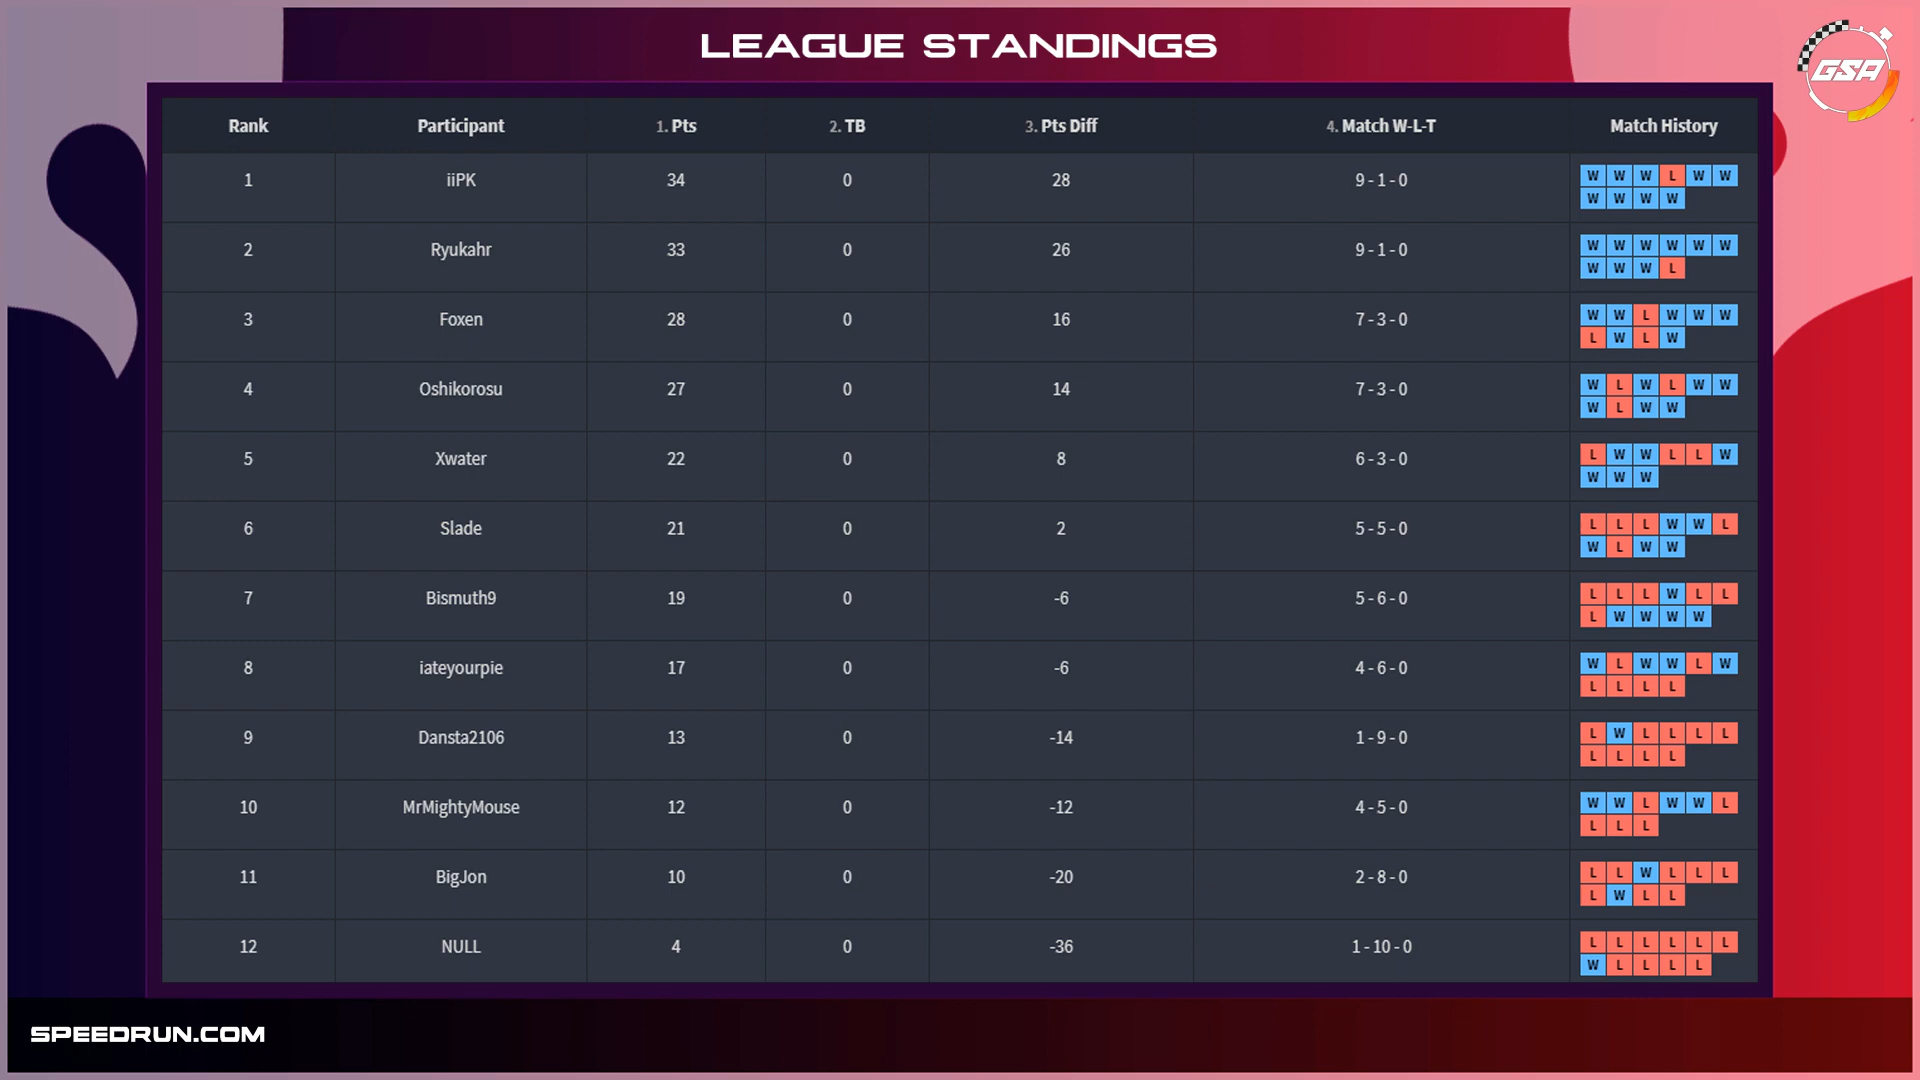 LEAGUE STANDINGS
GSA
Rank Participant 1. Pts 2. TB 3. Pts Diff 4. Match W-L-T Match History
1 iiPK 34 0 28 9 - 1 - 0 W W W L W W
W W W W
2 Ryukahr 33 0 26 9 - 1 - 0 W W W W W W
W W W L
3 Foxen 28 0 16 7 - 3 - 0 W W L W W W
L W L W
4 Oshikorosu 27 0 14 7 - 3 - 0 W L W L W W
W L W W
5 Xwater 22 0 8 6 - 3 - 0 L W W L L W
W W W
6 Slade 21 0 2 5 - 5 - 0 L L L W W L
W L W W
7 Bismuth9 19 0 -6 5 - 6 - 0 L L L W L L
L W W W W
8 iateyourpie 17 0 -6 4 - 6 - 0 W L W W L W
L L L L
9 Dansta2106 13 0 -14 1 - 9 - 0 L W L L L L
L L L L
10 MrMightyMouse 12 0 -12 4 - 5 - 0 W W L W W L
L L L
11 BigJon 10 0 -20 2 - 8 - 0 L L W L L L
L W L L
12 NULL 4 0 -36 1 - 10 - 0 L L L L L L
W L L L L
SPEEDRUN.COM